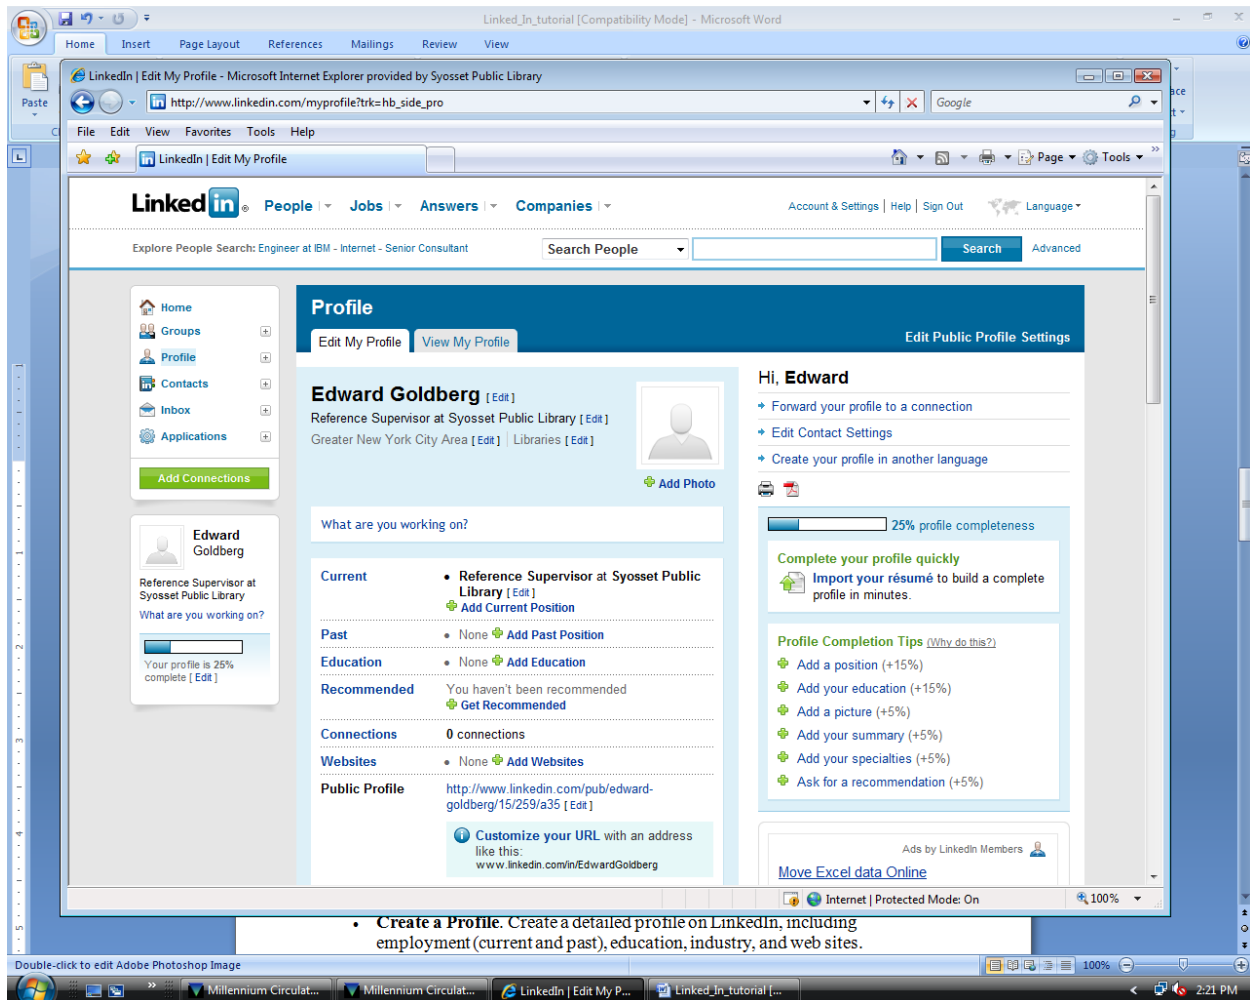 Linked_In_tutorial [Compatibility Mode] - Microsoft Word
Home Insert Page Layout References Mailings Review View
Paste
LinkedIn | Edit My Profile - Microsoft Internet Explorer provided by Syosset Public Library
http://www.linkedin.com/myprofile?trk=hb_side_pro
Google
File Edit View Favorites Tools Help
LinkedIn | Edit My Profile
Page Tools
Linked in® People Jobs Answers Companies
Account & Settings | Help | Sign Out Language
Explore People Search: Engineer at IBM - Internet - Senior Consultant
Search People
Search Advanced
Home
Groups
Profile
Contacts
Inbox
Applications
Add Connections
Edward
Goldberg
Reference Supervisor at
Syosset Public Library
What are you working on?
Your profile is 25%
complete [ Edit ]
Profile
Edit My Profile View My Profile
Edit Public Profile Settings
Edward Goldberg [ Edit ]
Reference Supervisor at Syosset Public Library [ Edit ]
Greater New York City Area [ Edit ] | Libraries [ Edit ]
Add Photo
What are you working on?
Current
• Reference Supervisor at Syosset Public
Library [ Edit ]
Add Current Position
Past • None Add Past Position
Education • None Add Education
Recommended You haven't been recommended
Get Recommended
Connections 0 connections
Websites • None Add Websites
Public Profile http://www.linkedin.com/pub/edward-
goldberg/15/259/a35 [ Edit ]
Customize your URL with an address
like this:
www.linkedin.com/in/EdwardGoldberg
Hi, Edward
Forward your profile to a connection
Edit Contact Settings
Create your profile in another language
25% profile completeness
Complete your profile quickly
Import your résumé to build a complete
profile in minutes.
Profile Completion Tips (Why do this?)
Add a position (+15%)
Add your education (+15%)
Add a picture (+5%)
Add your summary (+5%)
Add your specialties (+5%)
Ask for a recommendation (+5%)
Ads by LinkedIn Members
Move Excel data Online
Internet | Protected Mode: On
100%
• Create a Profile. Create a detailed profile on LinkedIn, including
employment (current and past), education, industry, and web sites.
Double-click to edit Adobe Photoshop Image
100%
Millennium Circulat... Millennium Circulat... LinkedIn | Edit My P... Linked_In_tutorial [... 2:21 PM